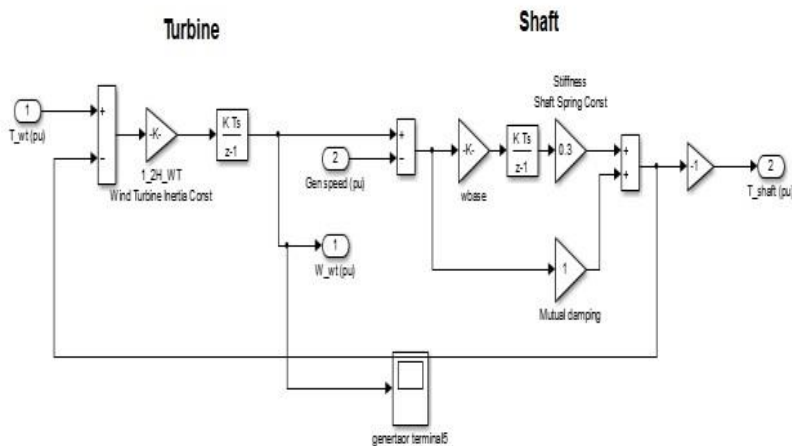 Turbine
Shaft
Stiffness
Shaft Spring Const
1
T_wt (pu)
+
−
-K-
1_2H_WT
Wind Turbine Inertia Const
K Ts
z-1
2
Gen speed (pu)
+
−
-K-
wbase
K Ts
z-1
0.3
+
+
-1
2
T_shaft (pu)
1
W_wt (pu)
1
Mutual damping
genertaor terminal5